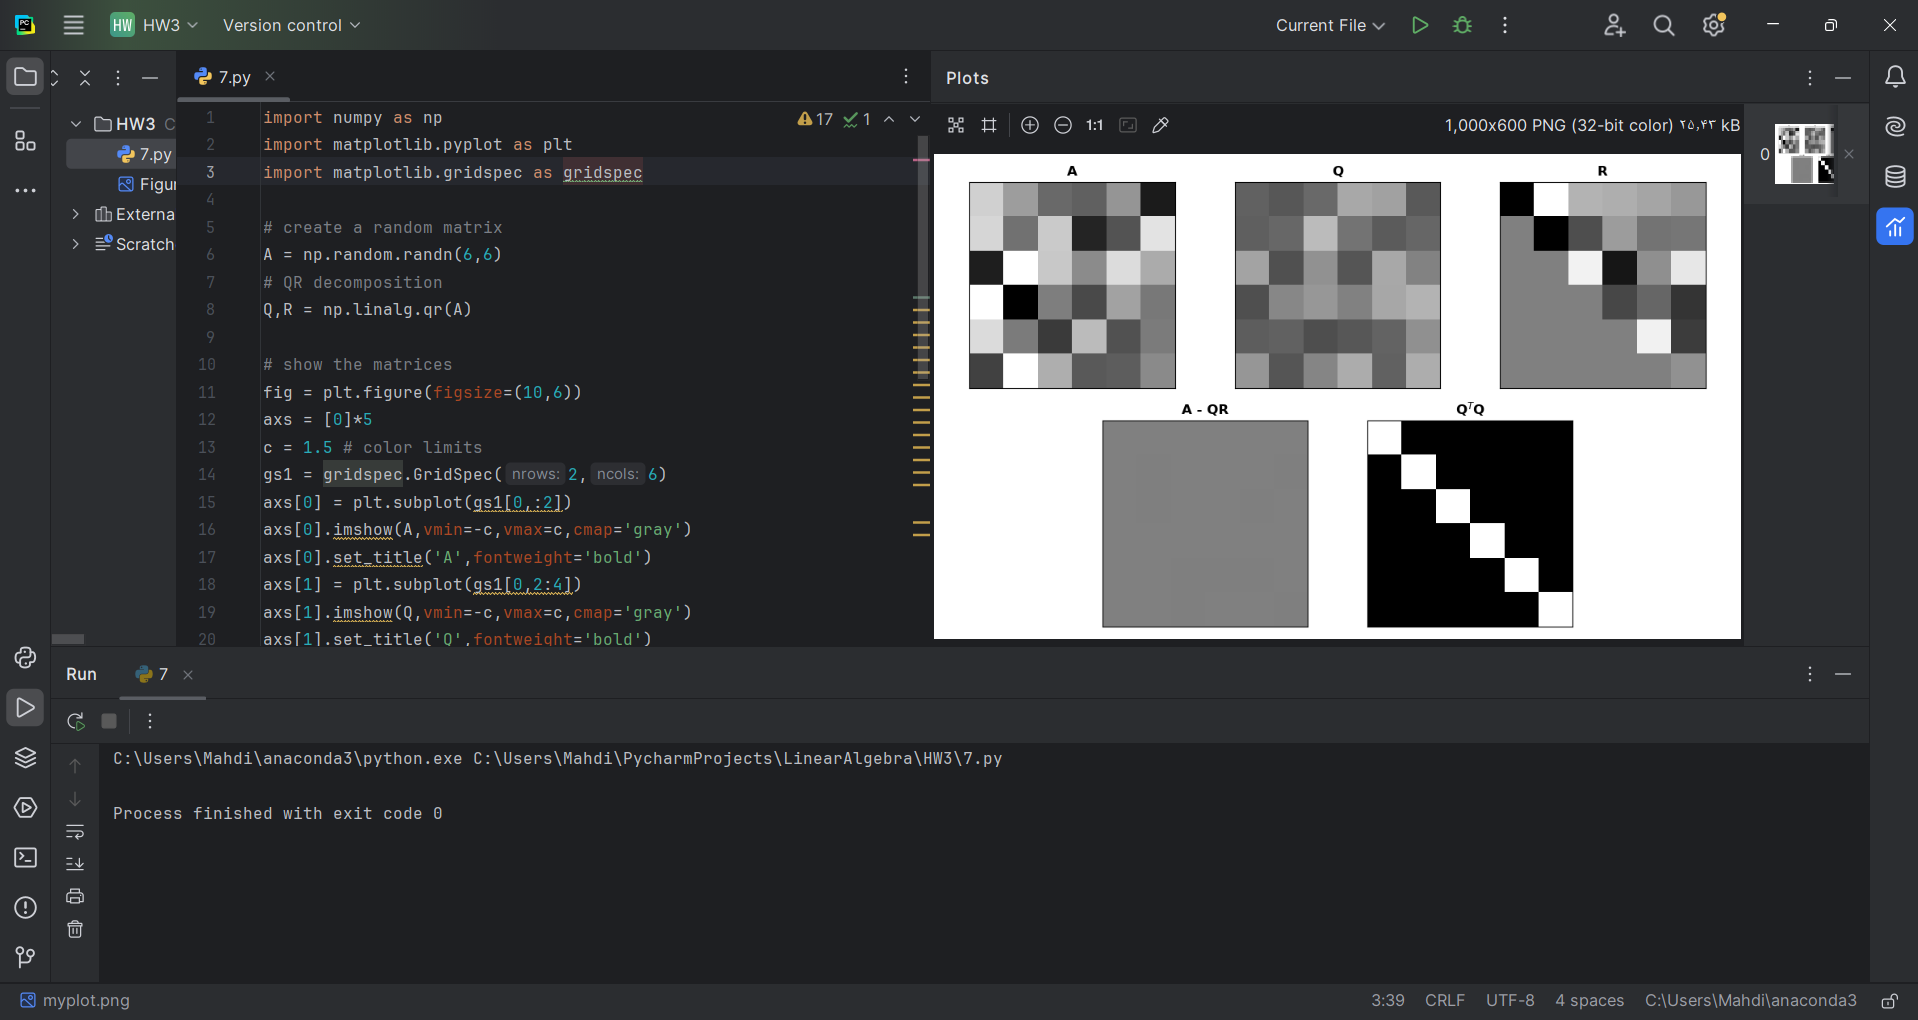 HW HW3 Version control Current File
7.py
Plots
HW3 C
7.py
Figur
Externa
Scratch
17 1
1 import numpy as np
2 import matplotlib.pyplot as plt
3 import matplotlib.gridspec as gridspec
4
5 # create a random matrix
6 A = np.random.randn(6,6)
7 # QR decomposition
8 Q,R = np.linalg.qr(A)
9
10 # show the matrices
11 fig = plt.figure(figsize=(10,6))
12 axs = [0]*5
13 c = 1.5 # color limits
14 gs1 = gridspec.GridSpec( nrows: 2, ncols: 6)
15 axs[0] = plt.subplot(gs1[0,:2])
16 axs[0].imshow(A,vmin=-c,vmax=c,cmap='gray')
17 axs[0].set_title('A',fontweight='bold')
18 axs[1] = plt.subplot(gs1[0,2:4])
19 axs[1].imshow(Q,vmin=-c,vmax=c,cmap='gray')
20 axs[1].set_title('Q',fontweight='bold')
1:1 1,000x600 PNG (32-bit color) ۲۵٫۴۳ kB
0
A Q R
A - QR QᵀQ
Run 7
C:\Users\Mahdi\anaconda3\python.exe C:\Users\Mahdi\PycharmProjects\LinearAlgebra\HW3\7.py
Process finished with exit code 0
myplot.png 3:39 CRLF UTF-8 4 spaces C:\Users\Mahdi\anaconda3